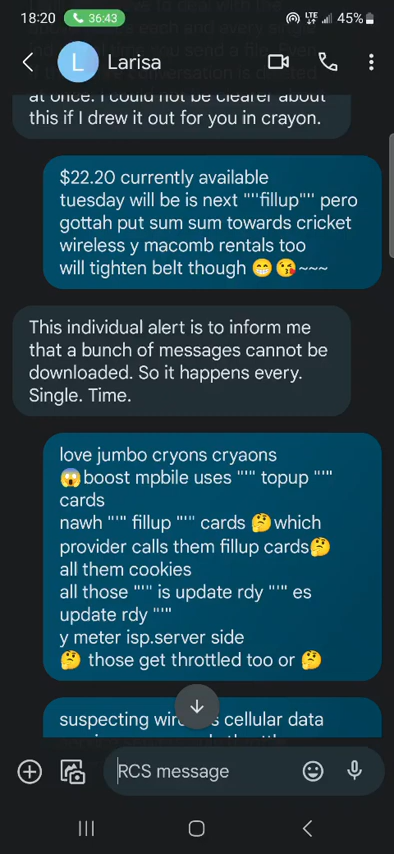 18:20 36:43 LTE 45%
L Larisa
at once. I could not be clearer about
this if I drew it out for you in crayon.
$22.20 currently available
tuesday will be is next """fillup"'" pero
gottah put sum sum towards cricket
wireless y macomb rentals too
will tighten belt though 😁😘~~~
This individual alert is to inform me
that a bunch of messages cannot be
downloaded. So it happens every.
Single. Time.
love jumbo cryons cryaons
😱boost mpbile uses "'" topup "'"
cards
nawh "'" fillup "'" cards 🤔which
provider calls them fillup cards🤔
all them cookies
all those "'" is update rdy "'" es
update rdy "'"
y meter isp.server side
🤔 those get throttled too or 🤔
suspecting cellular data
RCS message